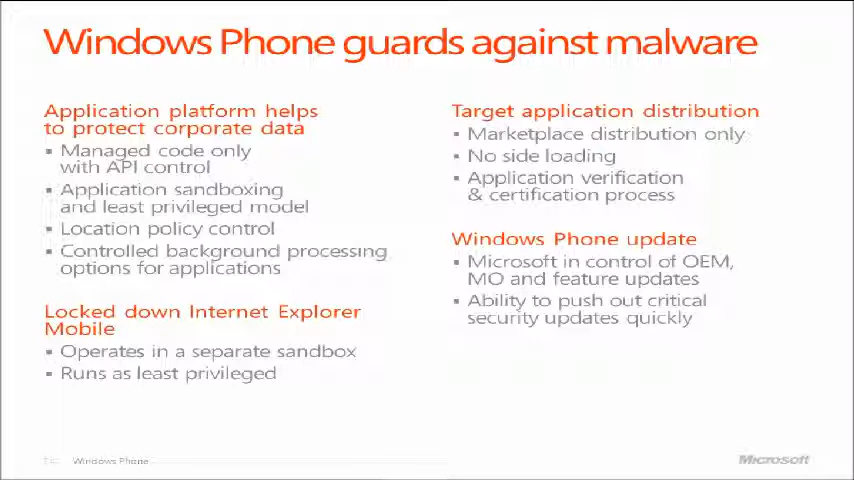 Windows Phone guards against malware
Application platform helps
to protect corporate data
▪ Managed code only
with API control
▪ Application sandboxing
and least privileged model
▪ Location policy control
▪ Controlled background processing
options for applications
Locked down Internet Explorer
Mobile
▪ Operates in a separate sandbox
▪ Runs as least privileged
Target application distribution
▪ Marketplace distribution only
▪ No side loading
▪ Application verification
& certification process
Windows Phone update
▪ Microsoft in control of OEM,
MO and feature updates
▪ Ability to push out critical
security updates quickly
Windows Phone
Microsoft